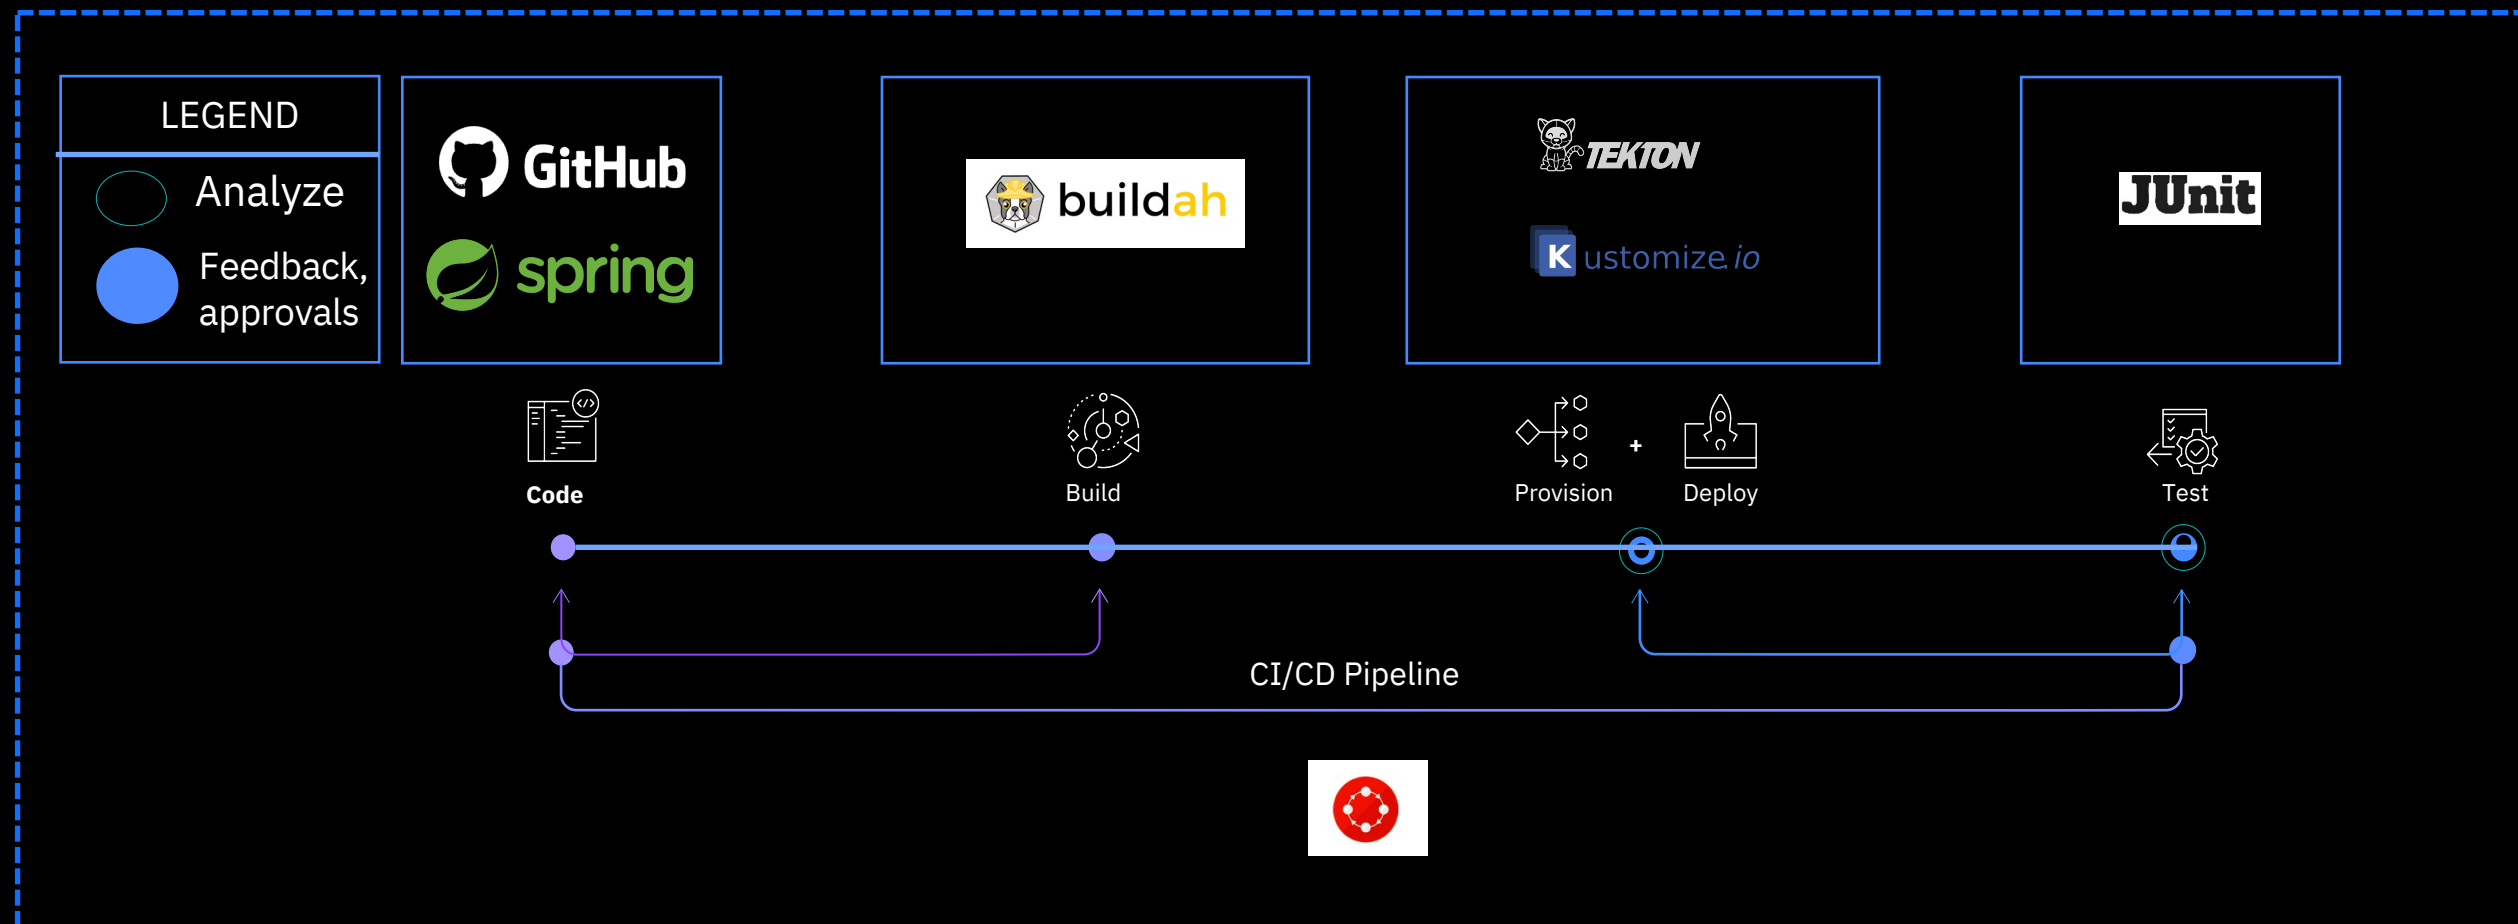 LEGEND
Analyze
Feedback,
approvals
GitHub
spring
buildah
TEKTON
K ustomize.io
JUnit
</>
Code
Build
Provision
+
Deploy
Test
CI/CD Pipeline